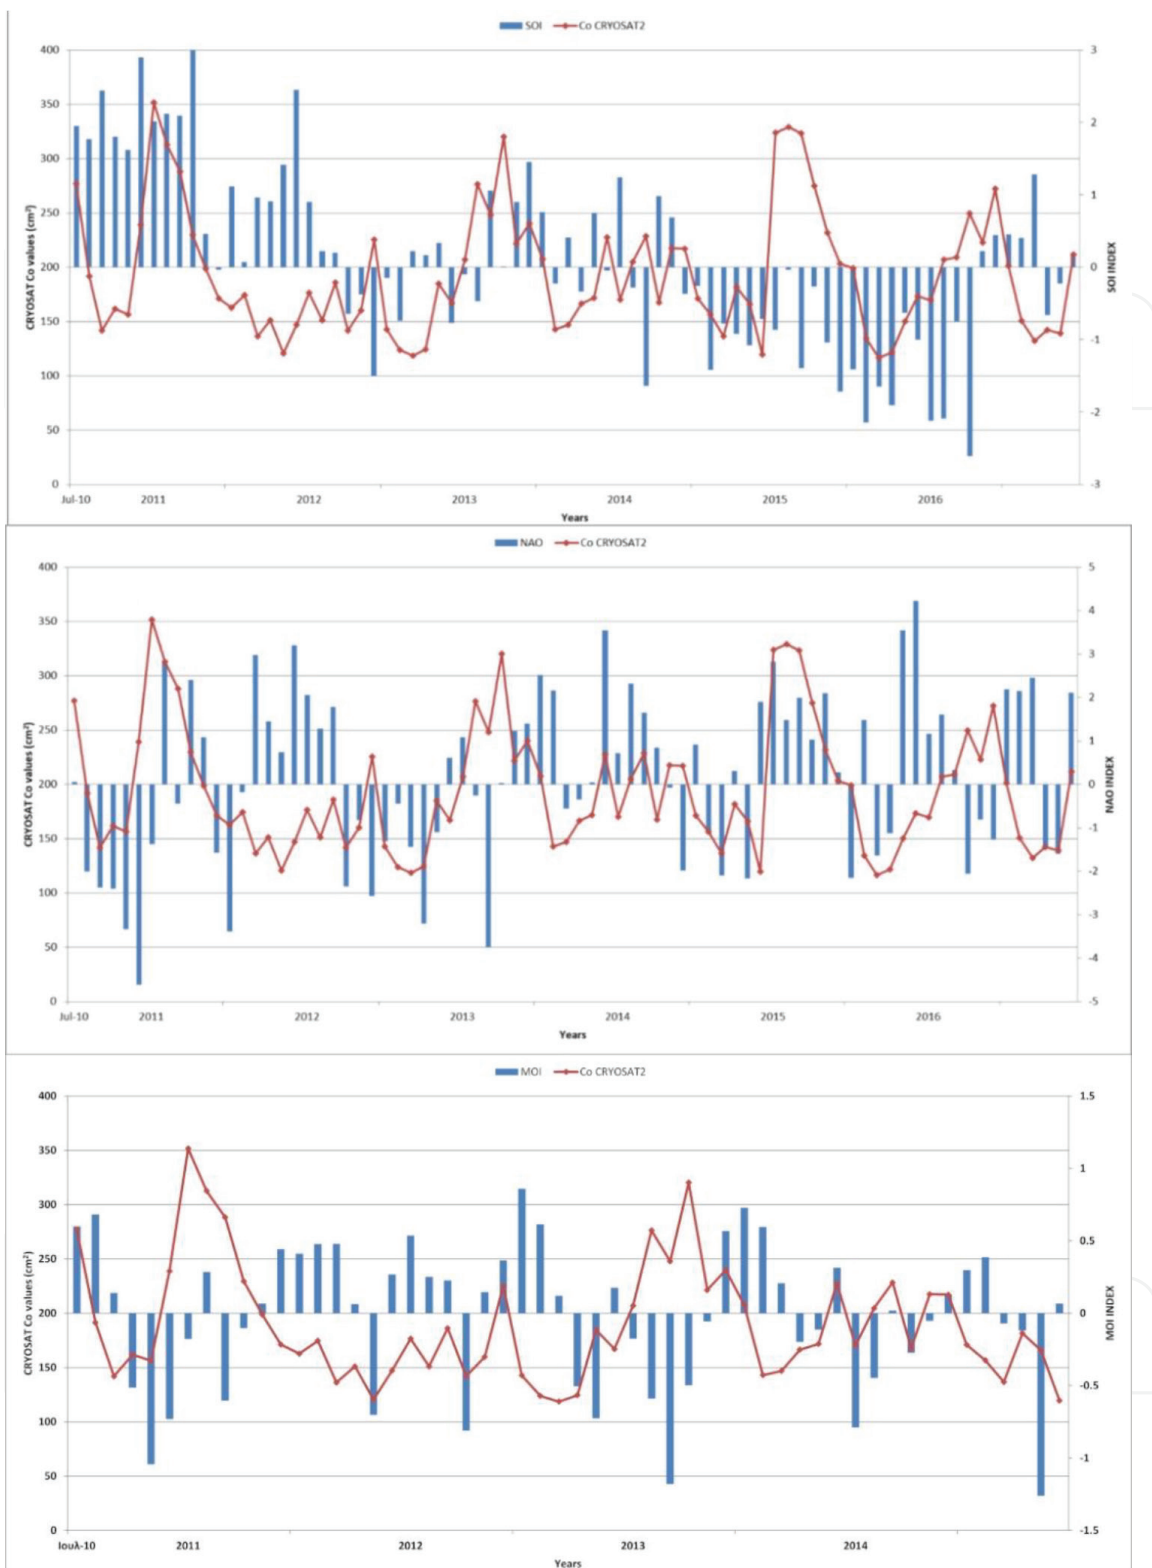 SOI Co CRYOSAT2
400 3
350
2
300
1
250
200 0
150
-1
100
-2
50
0 -3
CRYOSAT Co values (cm²)
SOI INDEX
Jul-10 2011 2012 2013 2014 2015 2016
Years
NAO Co CRYOSAT2
400 5
4
350
3
300
2
250
1
200 0
-1
150
-2
100
-3
50
-4
0 -5
CRYOSAT Co values (cm²)
NAO INDEX
Jul-10 2011 2012 2013 2014 2015 2016
Years
MOI Co CRYOSAT2
400 1.5
350
1
300
0.5
250
200 0
150
-0.5
100
-1
50
0 -1.5
CRYOSAT Co values (cm²)
MOI INDEX
Ιουλ-10 2011 2012 2013 2014
Years